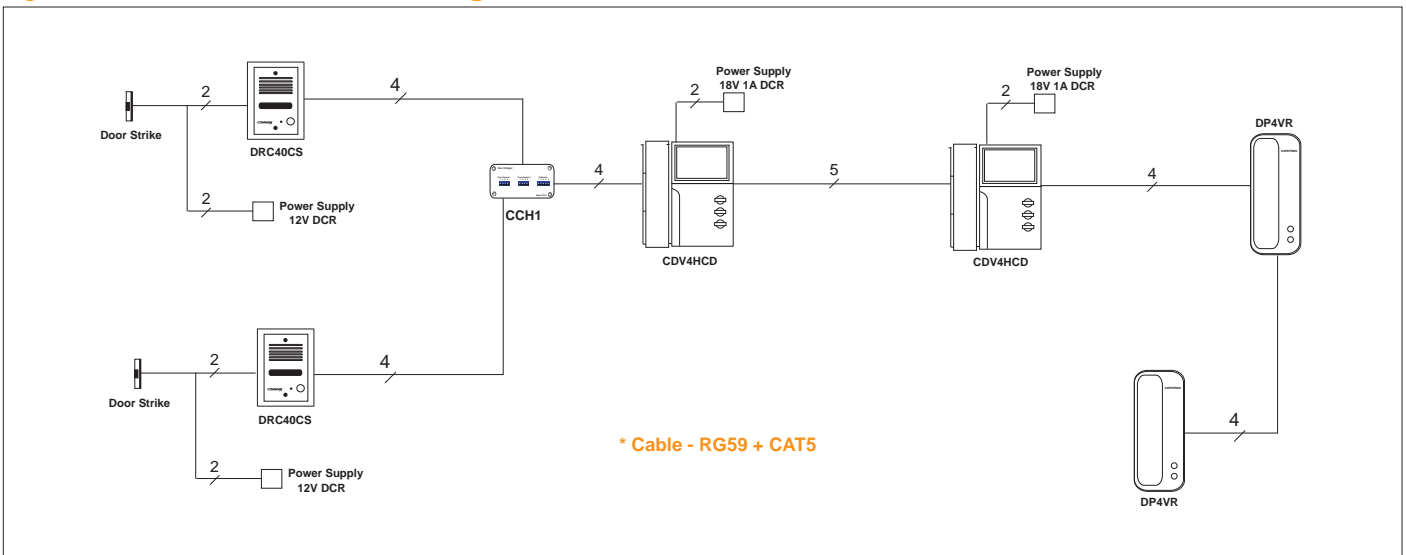 2
4
Door Strike
DRC40CS
2
Power Supply
12V DCR
CCH1
4
Power Supply
18V 1A DCR
2
CDV4HCD
5
Power Supply
18V 1A DCR
2
CDV4HCD
4
DP4VR
2
4
Door Strike
DRC40CS
2
Power Supply
12V DCR
* Cable - RG59 + CAT5
4
DP4VR